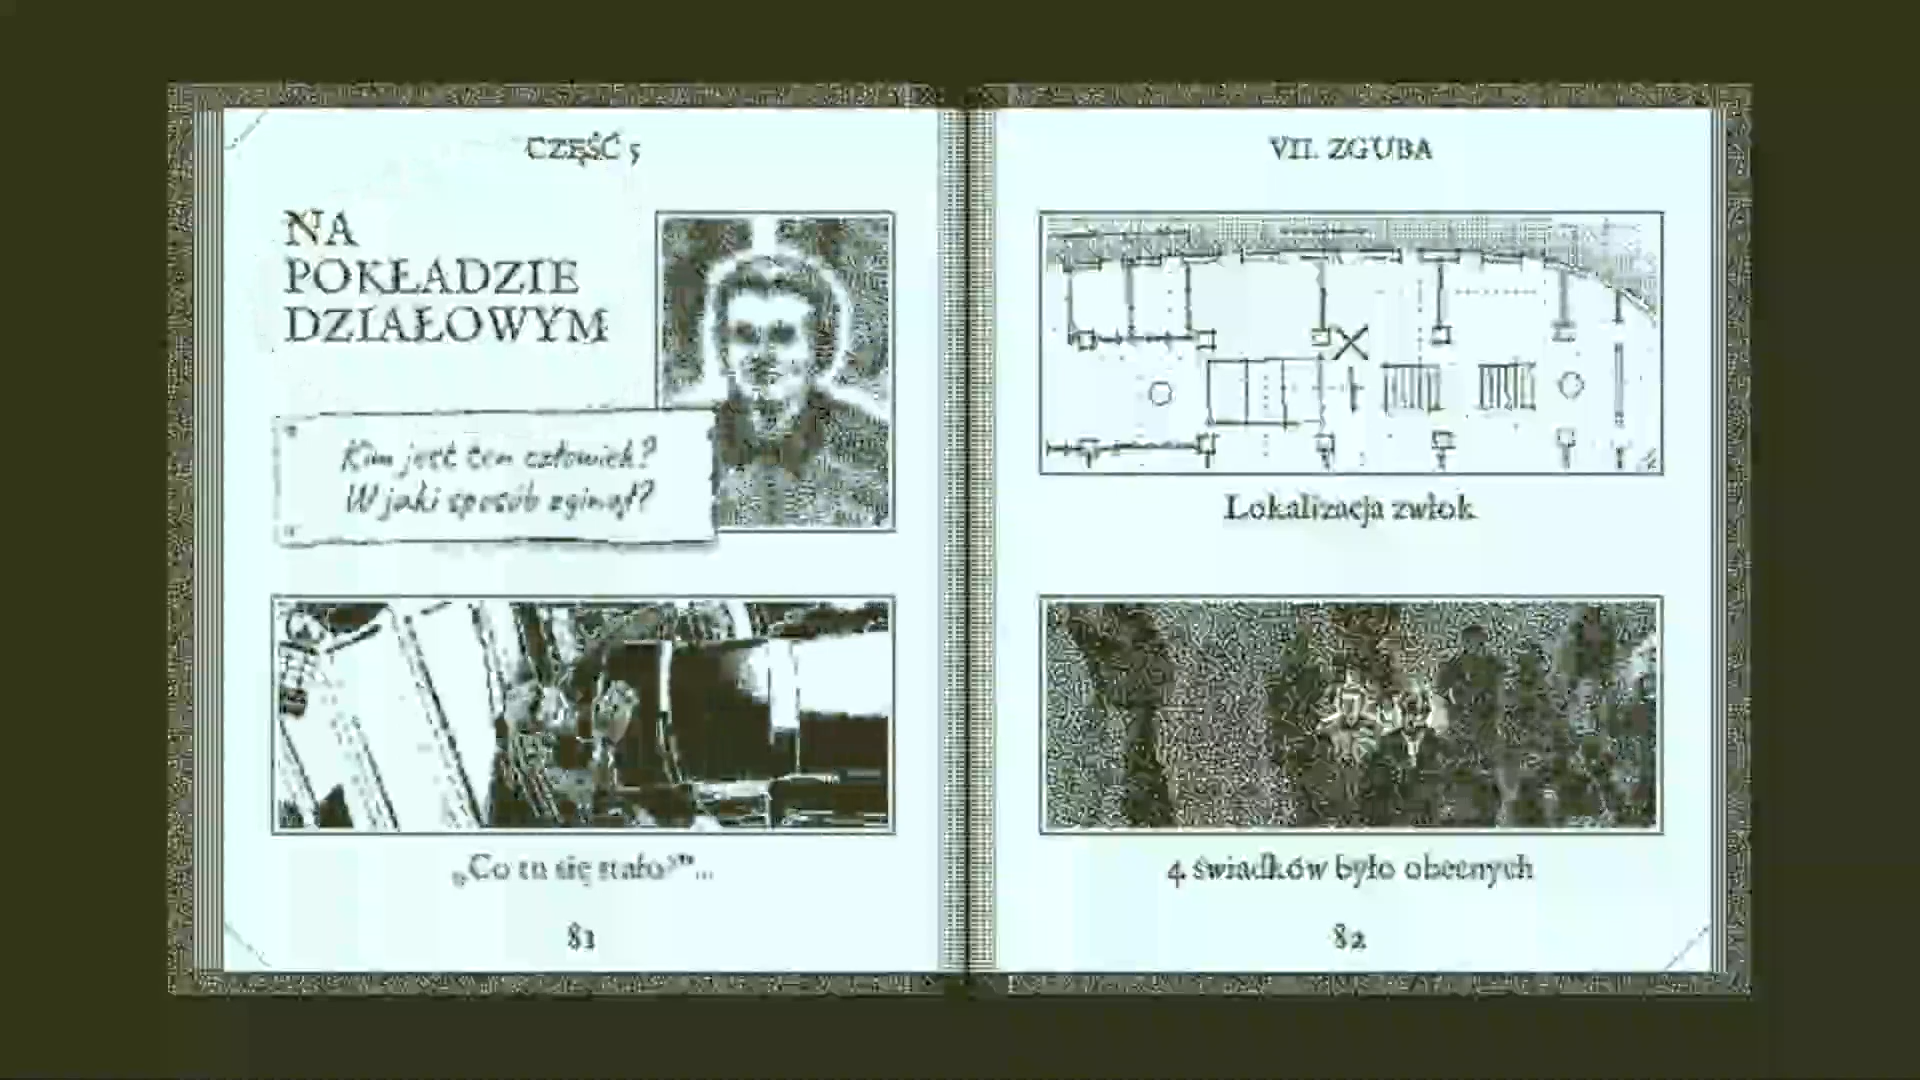 CZĘŚĆ 5
NA
POKŁADZIE
DZIAŁOWYM
Kim jest ten człowiek?
W jaki sposób zginął?
„Co tu się stało?”...
81
VII. ZGUBA
Lokalizacja zwłok
4 świadków było obecnych
82